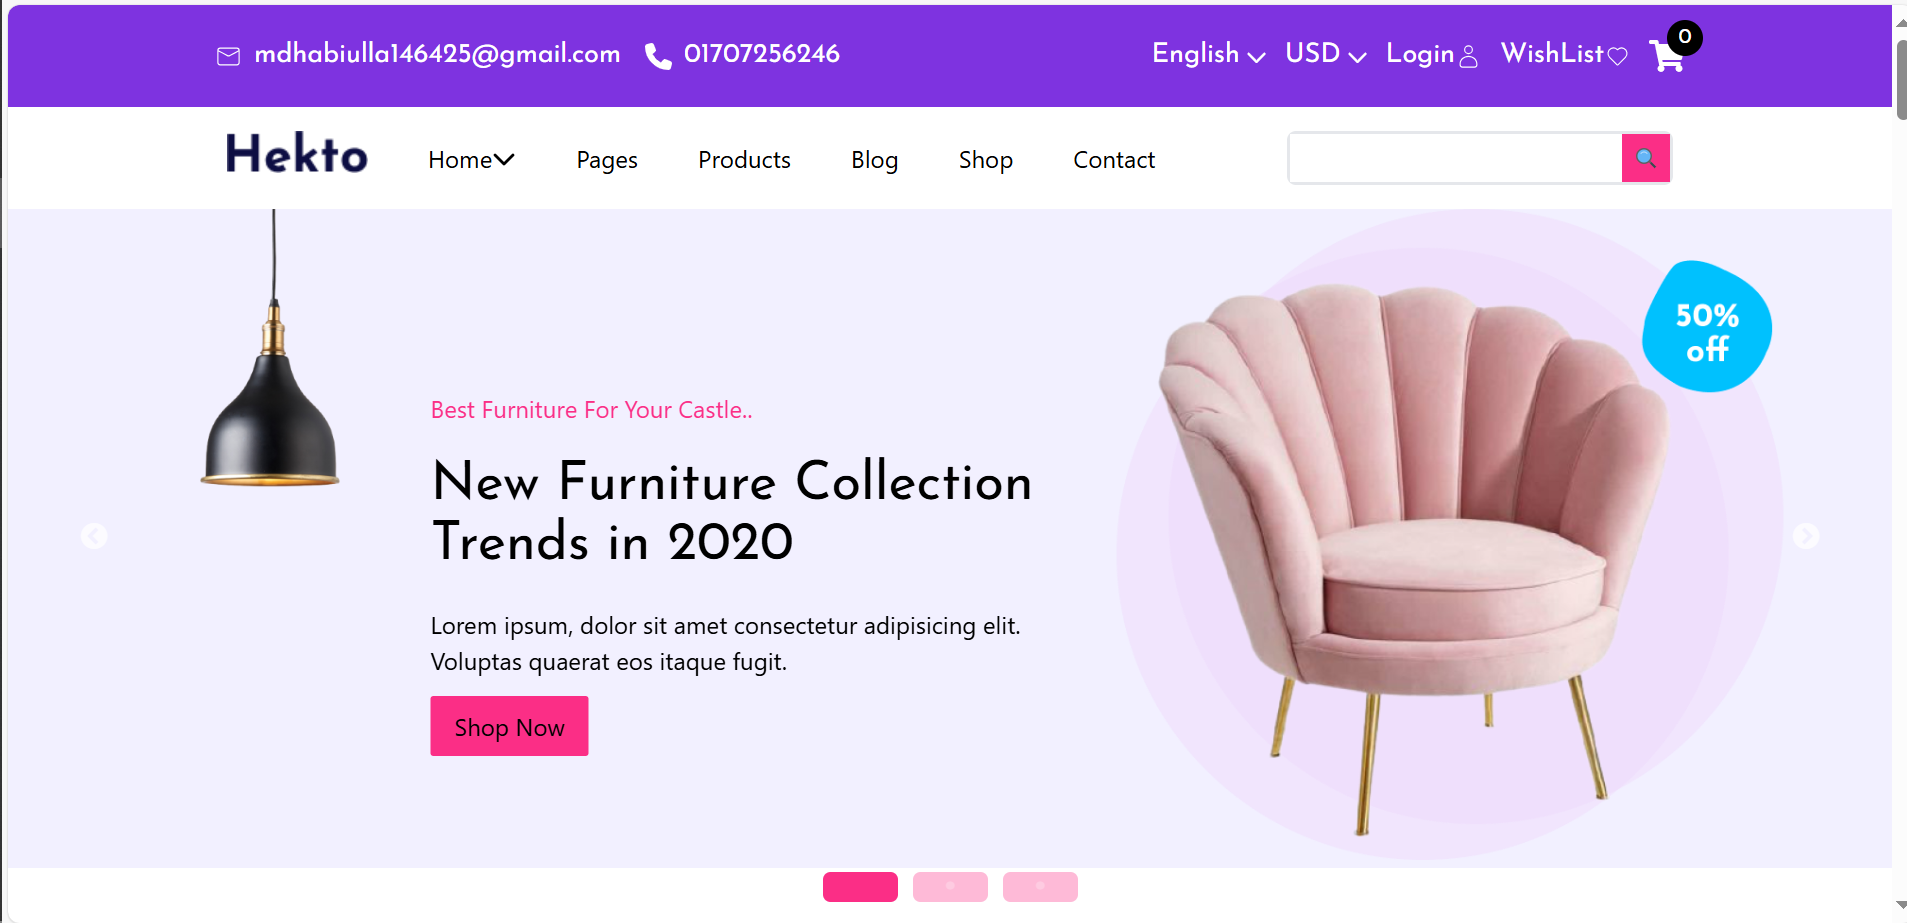 mdhabiulla146425@gmail.com 01707256246 English USD Login WishList 0
Hekto Home Pages Products Blog Shop Contact
50%
off
Best Furniture For Your Castle..
New Furniture Collection
Trends in 2020
Lorem ipsum, dolor sit amet consectetur adipisicing elit.
Voluptas quaerat eos itaque fugit.
Shop Now